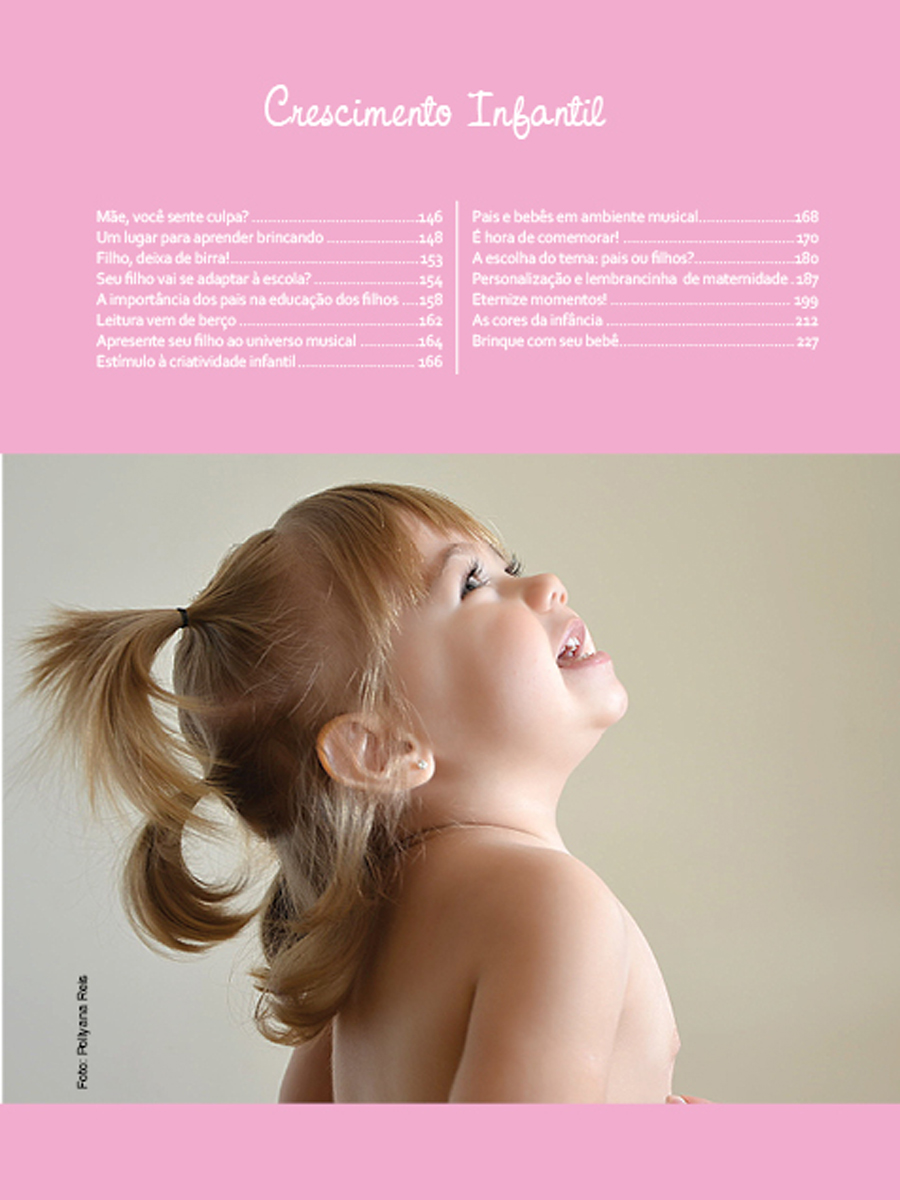 Crescimento Infantil
Mãe, você sente culpa? ........................................146
Um lugar para aprender brincando ......................148
Filho, deixa de birra!..............................................153
Seu filho vai se adaptar à escola? .........................154
A importância dos pais na educação dos filhos ....158
Leitura vem de berço ............................................162
Apresente seu filho ao universo musical ..............164
Estímulo à criatividade infantil ............................ 166
Pais e bebês em ambiente musical.......................168
É hora de comemorar! .........................................170
A escolha do tema: pais ou filhos?........................180
Personalização e lembrancinha de maternidade .187
Eternize momentos! ............................................ 199
As cores da infância ..............................................212
Brinque com seu bebê.......................................... 227
Foto: Pollyana Reis